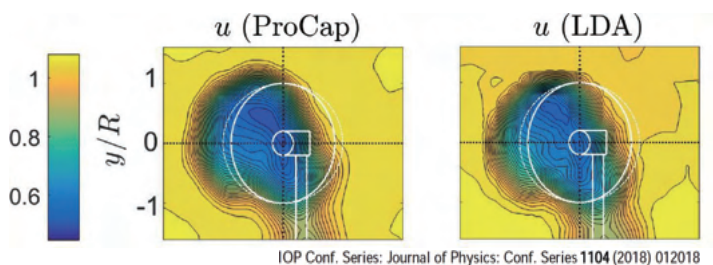 u (ProCap)
u (LDA)
1
0.8
0.6
y/R
1
0
-1
IOP Conf. Series: Journal of Physics: Conf. Series 1104 (2018) 012018